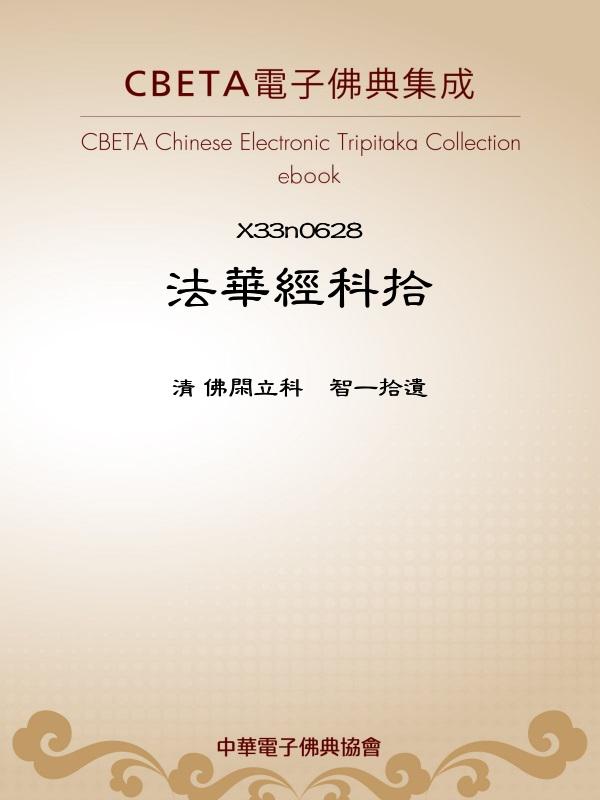 CBETA電子佛典集成
CBETA Chinese Electronic Tripitaka Collection
ebook
X33n0628
法華經科拾
清 佛閑立科　智一拾遺
中華電子佛典協會